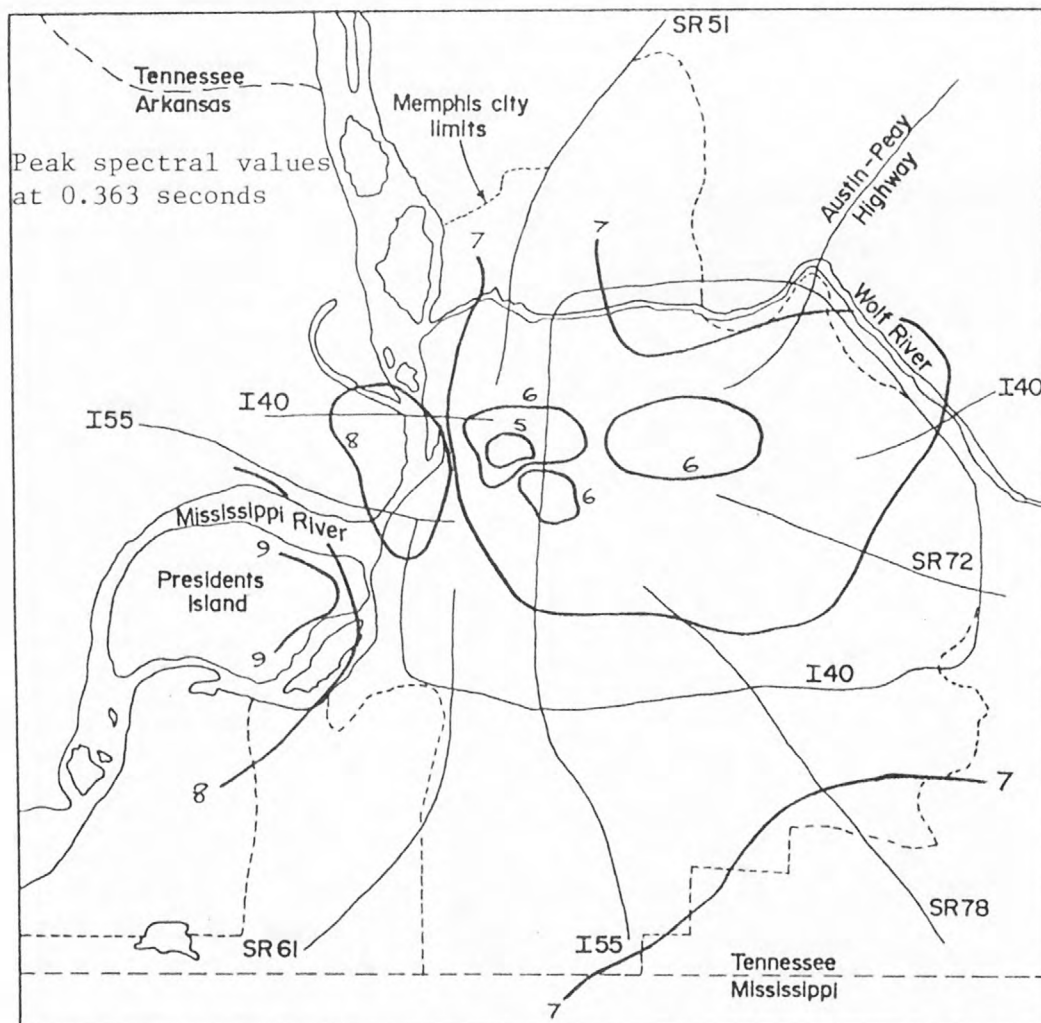 SR 51
Tennessee
Arkansas
Memphis city
limits
Peak spectral values
at 0.363 seconds
Austin-Peay
Highway
7
7
Wolf River
I40
I40
6
5
8
I55
6
6
Mississippi River
9
SR72
Presidents
Island
9
I40
8
7
SR78
SR61
I55
Tennessee
Mississippi
7